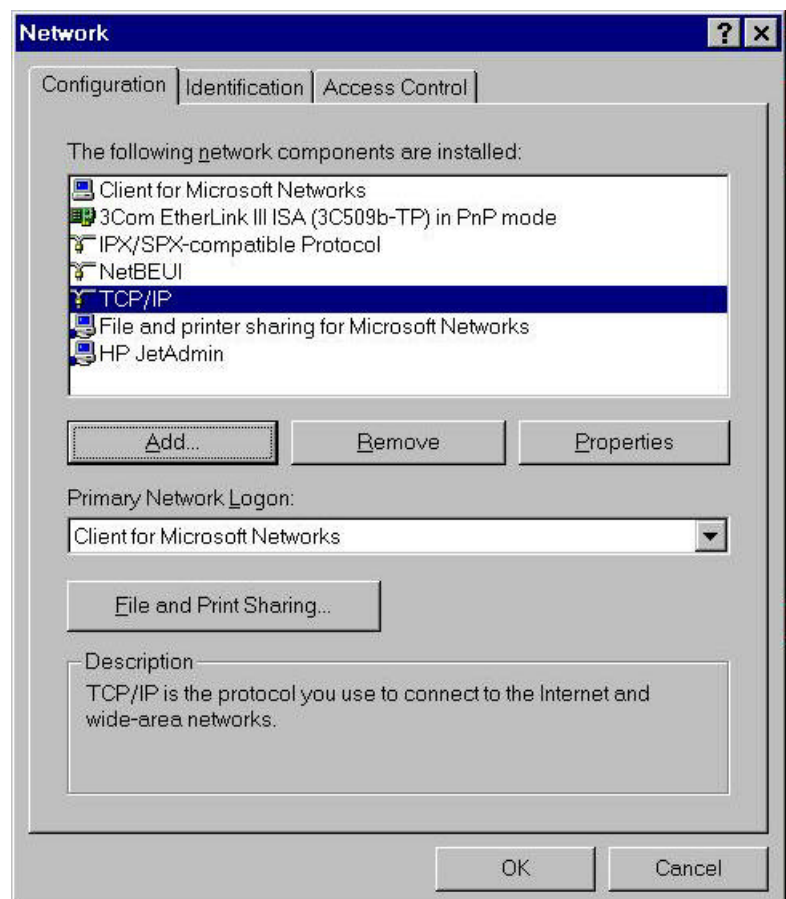 Network
Configuration
Identification
Access Control
The following network components are installed:
Client for Microsoft Networks
3Com EtherLink III ISA (3C509b-TP) in PnP mode
IPX/SPX-compatible Protocol
NetBEUI
TCP/IP
File and printer sharing for Microsoft Networks
HP JetAdmin
Add...
Remove
Properties
Primary Network Logon:
Client for Microsoft Networks
File and Print Sharing...
Description
TCP/IP is the protocol you use to connect to the Internet and
wide-area networks.
OK
Cancel